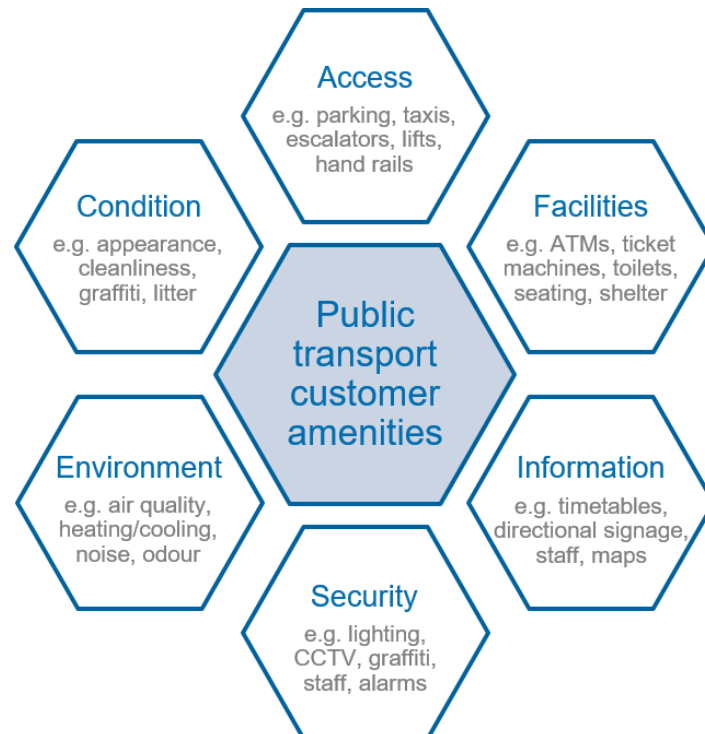 Access
e.g. parking, taxis,
escalators, lifts,
hand rails
Condition
e.g. appearance,
cleanliness,
graffiti, litter
Facilities
e.g. ATMs, ticket
machines, toilets,
seating, shelter
Public
transport
customer
amenities
Environment
e.g. air quality,
heating/cooling,
noise, odour
Information
e.g. timetables,
directional signage,
staff, maps
Security
e.g. lighting,
CCTV, graffiti,
staff, alarms